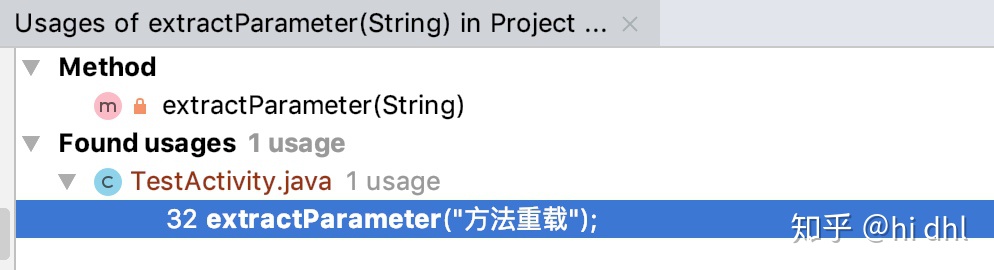 Usages of extractParameter(String) in Project ...
Method
m extractParameter(String)
Found usages 1 usage
C TestActivity.java 1 usage
32 extractParameter("方法重载");
知乎 @hi dhl